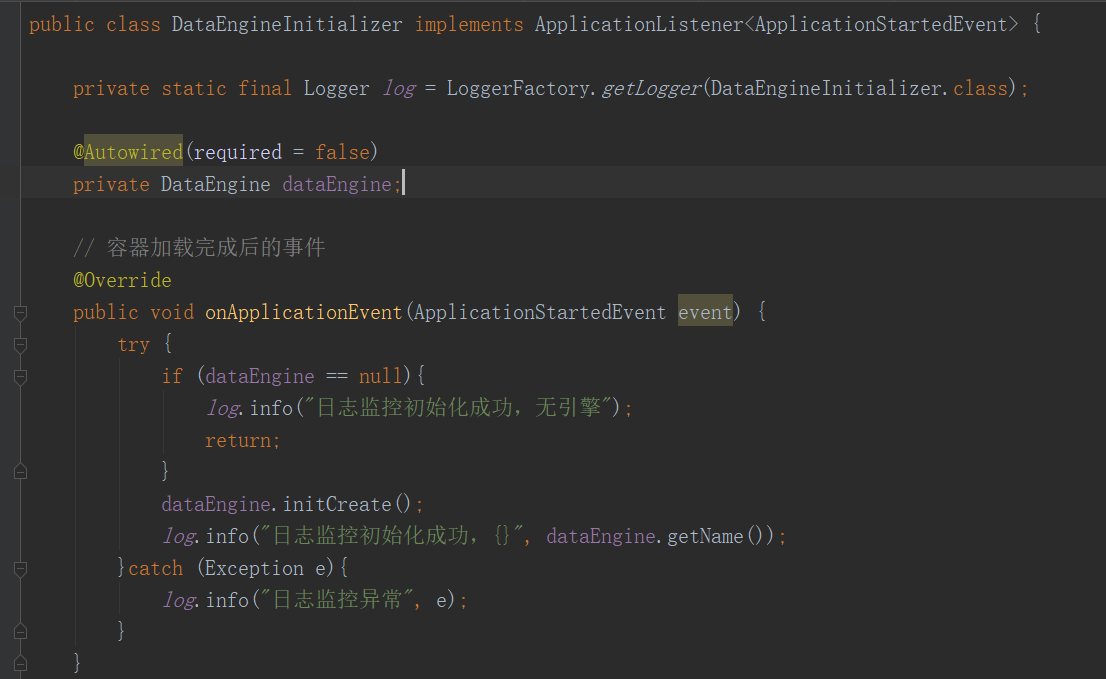 public class DataEngineInitializer implements ApplicationListener<ApplicationStartedEvent> {
private static final Logger log = LoggerFactory.getLogger(DataEngineInitializer.class);
@Autowired(required = false)
private DataEngine dataEngine;
// 容器加载完成后的事件
@Override
public void onApplicationEvent(ApplicationStartedEvent event) {
try {
if (dataEngine == null){
log.info("日志监控初始化成功，无引擎");
return;
}
dataEngine.initCreate();
log.info("日志监控初始化成功，{}", dataEngine.getName());
}catch (Exception e){
log.info("日志监控异常", e);
}
}